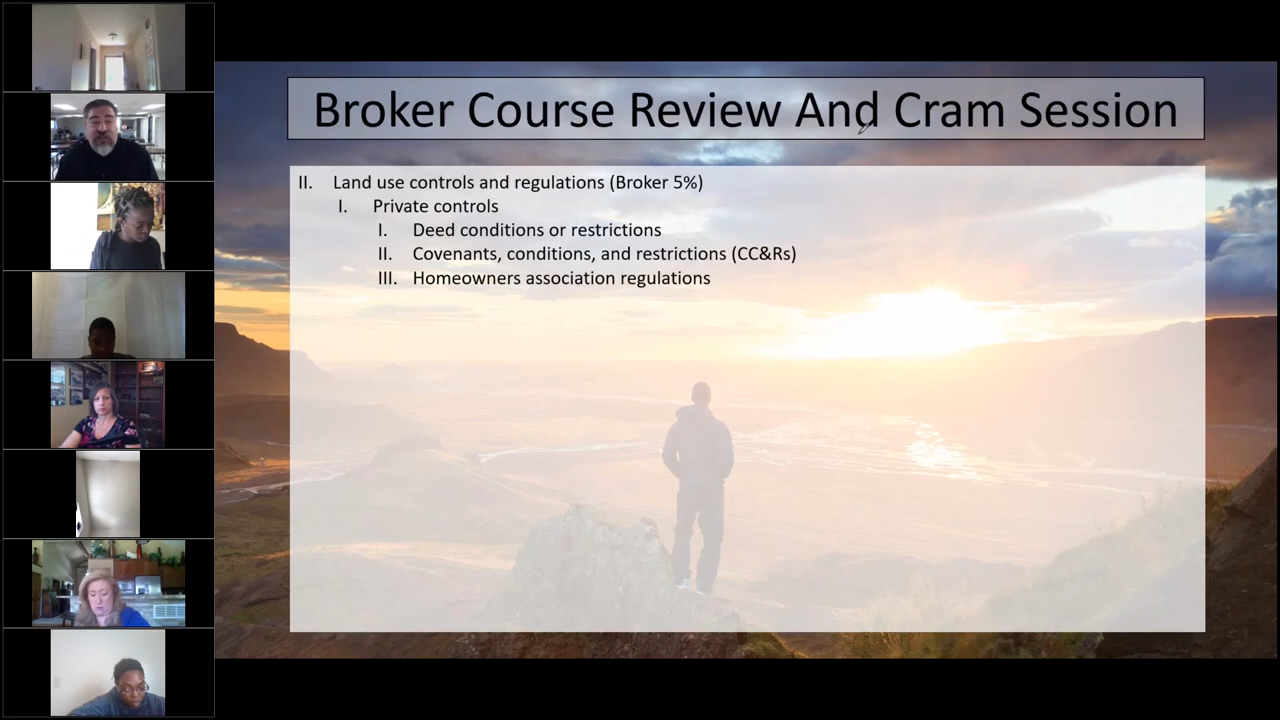 Broker Course Review And Cram Session
II. Land use controls and regulations (Broker 5%)
I. Private controls
I. Deed conditions or restrictions
II. Covenants, conditions, and restrictions (CC&Rs)
III. Homeowners association regulations